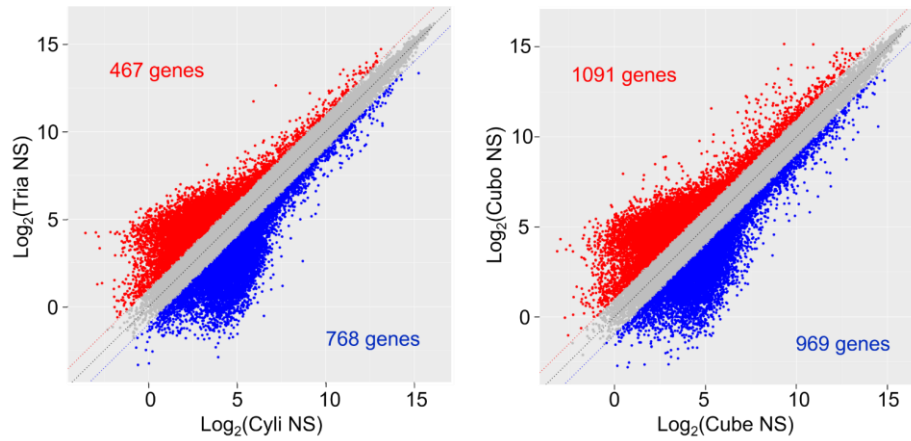 15
10
5
0
467 genes
768 genes
Log2(Tria NS)
0 5 10 15
Log2(Cyli NS)
15
10
5
0
1091 genes
969 genes
Log2(Cubo NS)
0 5 10 15
Log2(Cube NS)